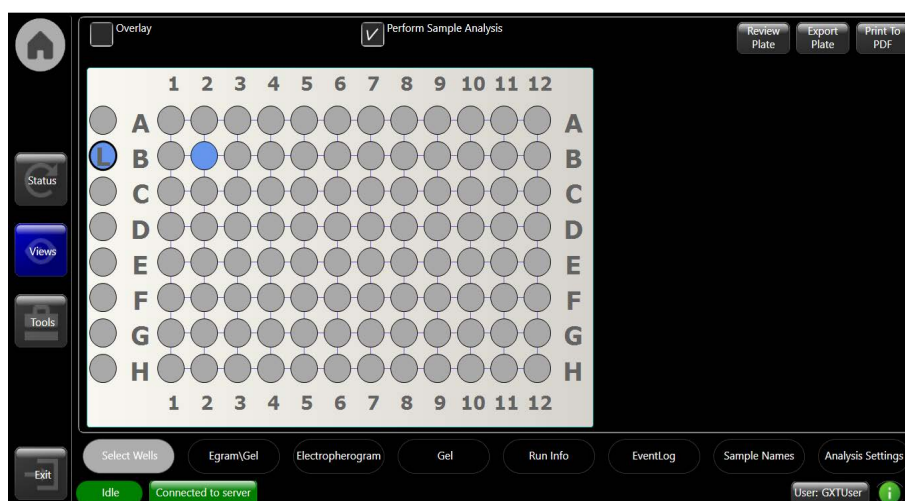 Overlay
Perform Sample Analysis
Review
Plate
Export
Plate
Print To
PDF
1 2 3 4 5 6 7 8 9 10 11 12
A A
L B B
C C
D D
E E
F F
G G
H H
1 2 3 4 5 6 7 8 9 10 11 12
Status
Views
Tools
Exit
Select Wells
Egram\Gel
Electropherogram
Gel
Run Info
EventLog
Sample Names
Analysis Settings
Idle
Connected to server
User: GXTUser
i